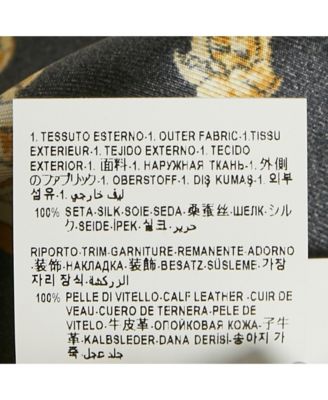 1. TESSUTO ESTERNO-1. OUTER FABRIC-1.TISSU
EXTERIEUR-1. TEJIDO EXTERNO-1. TECIDO
EXTERIOR-1. 面料-1. НАРУЖНАЯ ТКАНЬ-1. 外側
のファブリック-1. OBERSTOFF-1. DIŞ KUMAŞ-1. 외부
섬유-1. ليف خارجي
100% SETA-SILK-SOIE-SEDA-桑蚕丝-ШЕЛК-シル
ク-SEIDE-İPEK-실크-حرير
RIPORTO-TRIM-GARNITURE-REMANENTE-ADORNO
-装饰-НАКЛАДКА-装飾-BESATZ-SÜSLEME-가장
자리 장식-الزركشة
100% PELLE DI VITELLO-CALF LEATHER-CUIR DE
VEAU-CUERO DE TERNERA-PELE DE
VITELO-牛皮革-ОПОЙКОВАЯ КОЖА-子牛
革-KALBSLEDER-DANA DERİSİ-송아지 가
죽-جلد عجل